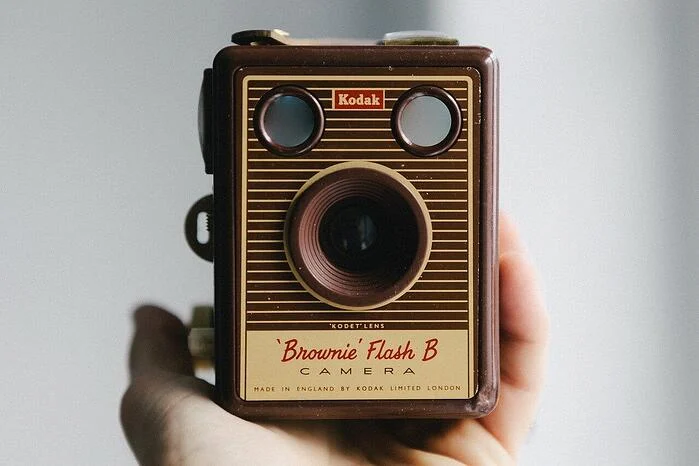 Kodak
'KODET' LENS
'Brownie' Flash B
CAMERA
MADE IN ENGLAND BY KODAK LIMITED LONDON